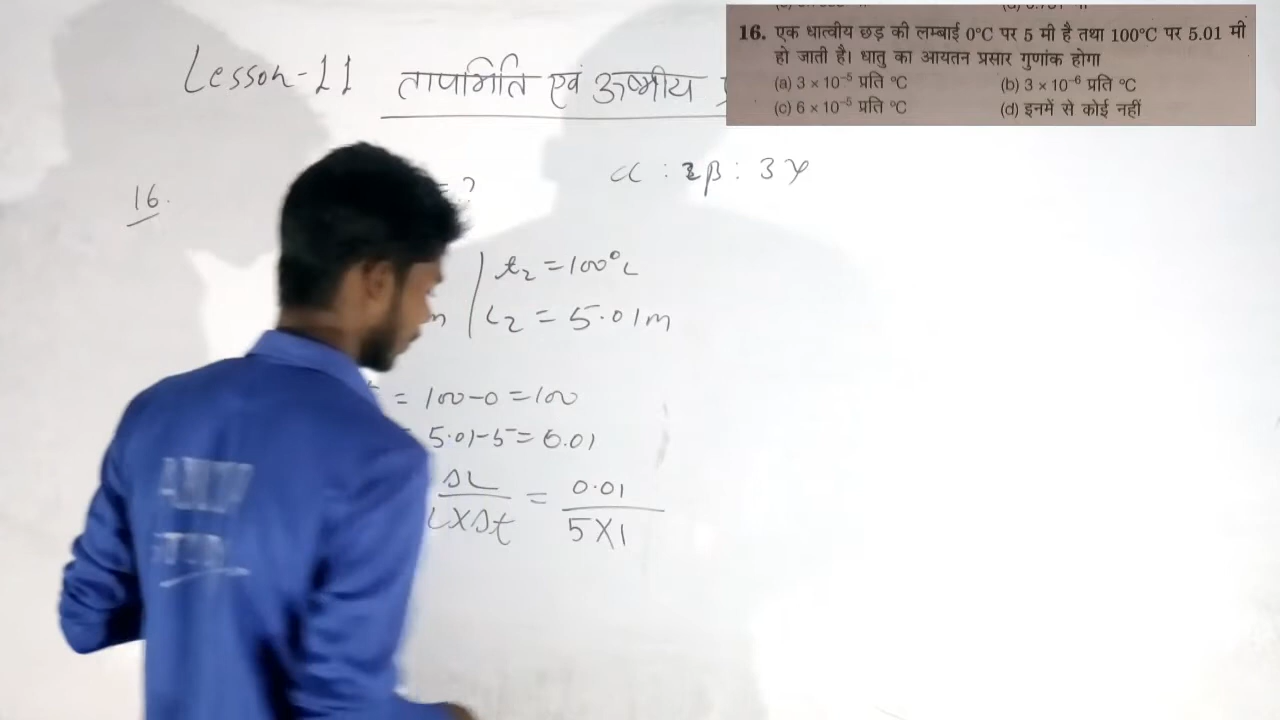 Lesson-11 तापमिति एवं ऊष्मीय
16. एक धात्वीय छड़ की लम्बाई 0°C पर 5 मी है तथा 100°C पर 5.01 मी
हो जाती है। धातु का आयतन प्रसार गुणांक होगा
(a) 3 × 10⁻⁵ प्रति °C (b) 3 × 10⁻⁶ प्रति °C
(c) 6 × 10⁻⁵ प्रति °C (d) इनमें से कोई नहीं
16. = ? α : 2β : 3γ
t₂ = 100°C
L₂ = 5.01m
= 100-0 = 100
= 5.01-5 = 0.01
ΔL / L×Δt = 0.01 / 5×1